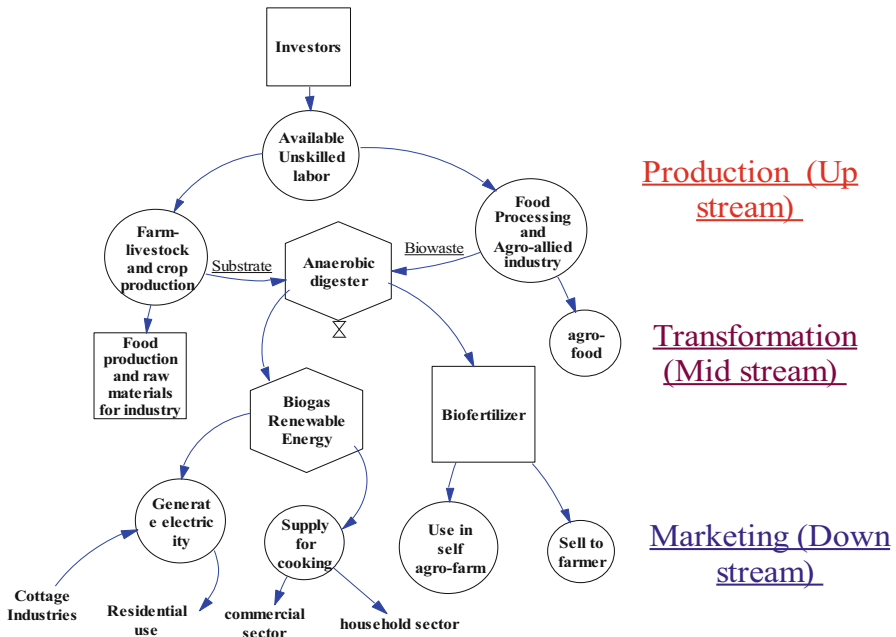 Investors
Available
Unskilled
labor
Production (Up
stream)
Food
Processing and
Agro-allied
industry
Farm-
livestock
and crop
production
Substrate
Anaerobic
digester
Biowaste
agro-
food
Transformation
(Mid stream)
Food
production
and raw
materials
for industry
Biogas
Renewable
Energy
Biofertilizer
Generat
e electric
ity
Supply
for
cooking
Use in
self
agro-farm
Sell to
farmer
Marketing (Down
stream)
Cottage
Industries
Residential
use
commercial
sector
household sector